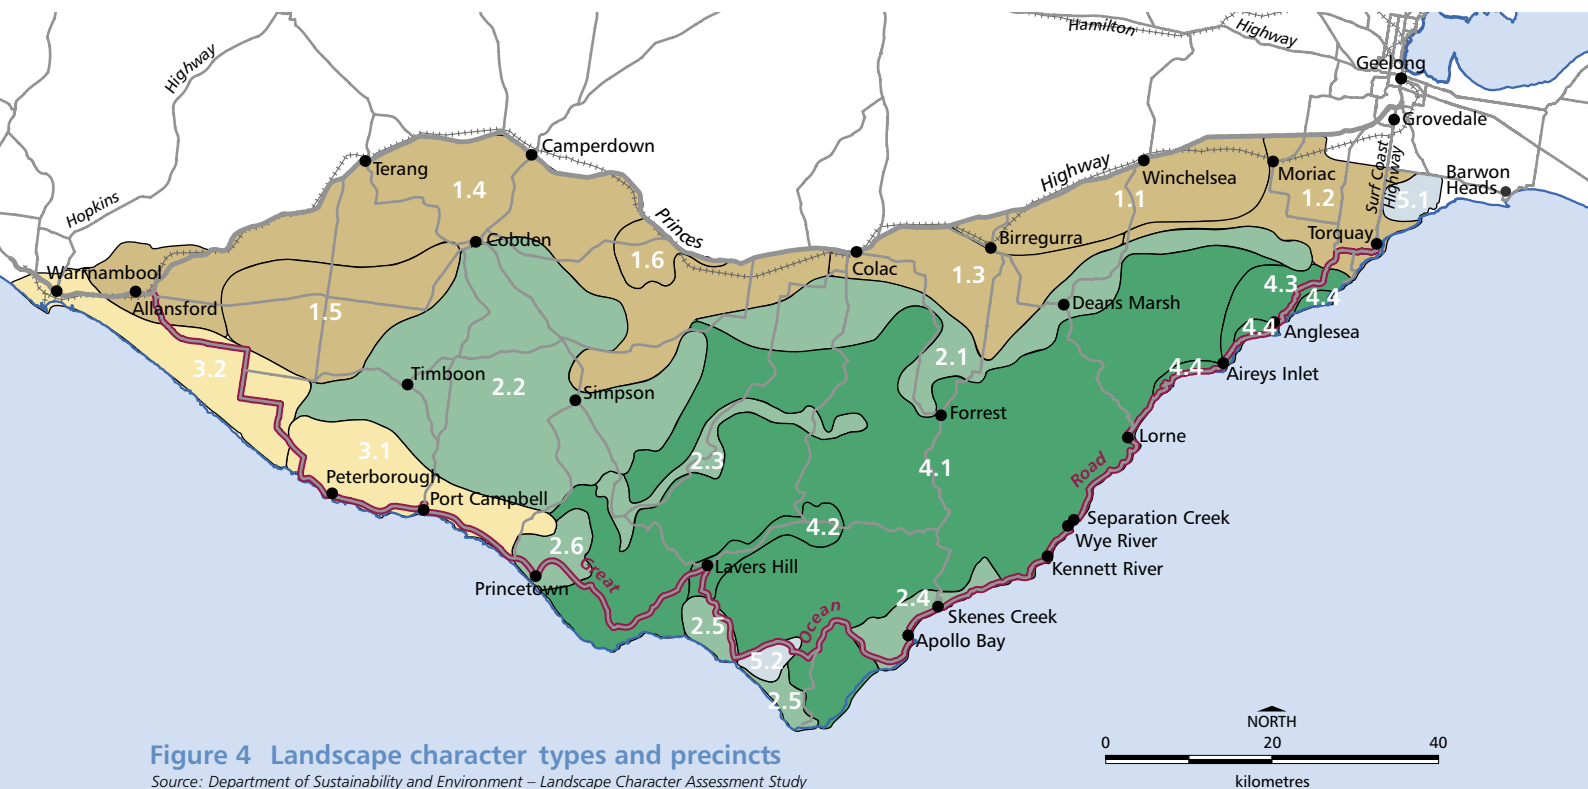 Hamilton
Highway
Highway
Geelong
Grovedale
Camperdown
Terang
Highway
Winchelsea
Moriac
Surf Coast
Highway
Barwon
Heads
1.4
1.1
1.2
5.1
Hopkins
Princes
Cobden
Birregurra
Torquay
1.6
Colac
1.3
Warrnambool
Allansford
1.5
Deans Marsh
4.3
4.4
4.4
Anglesea
3.2
Timboon
2.2
Simpson
2.1
4.4
Aireys Inlet
Forrest
Lorne
3.1
2.3
4.1
Road
Peterborough
Port Campbell
4.2
Separation Creek
Wye River
2.6
Great
Lavers Hill
Kennett River
Princetown
2.4
Skenes Creek
2.5
Ocean
Apollo Bay
5.2
2.5
NORTH
0 20 40
kilometres
Figure 4 Landscape character types and precincts
Source: Department of Sustainability and Environment – Landscape Character Assessment Study